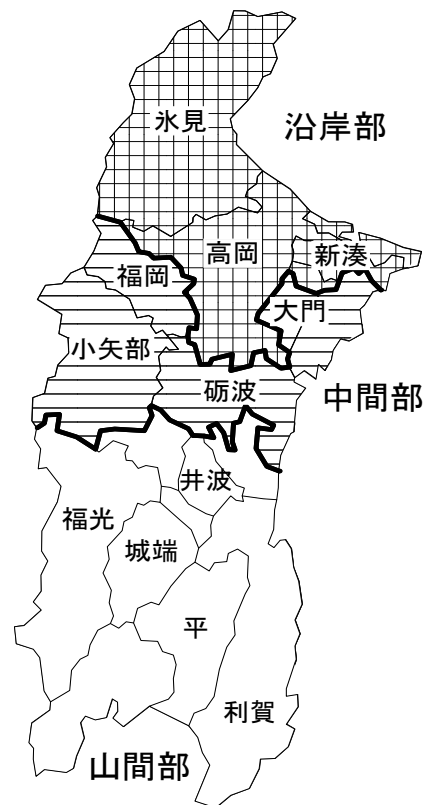 氷見
沿岸部
高岡
新湊
福岡
大門
小矢部
砺波
中間部
井波
福光
城端
平
利賀
山間部